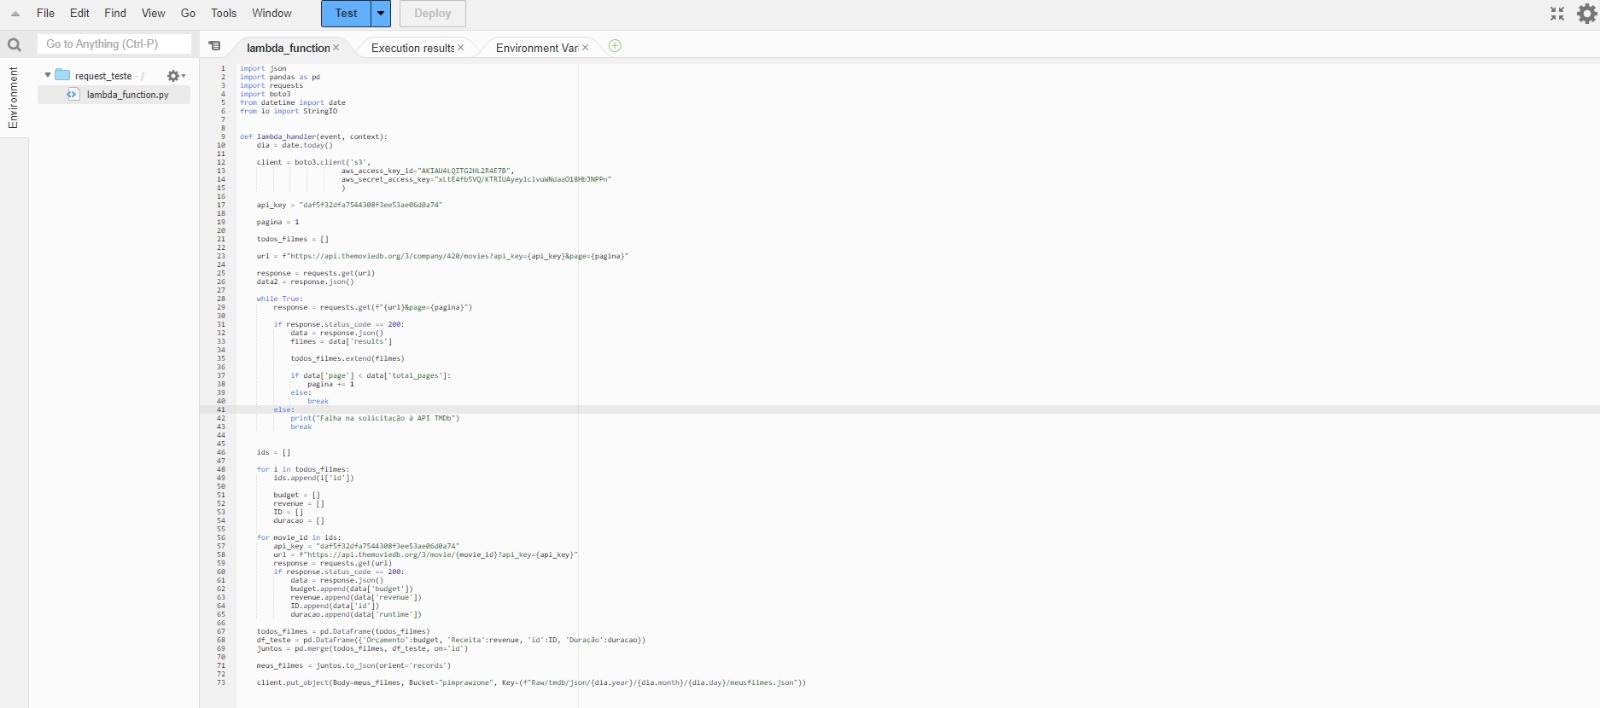 File Edit Find View Go Tools Window Test Deploy
Go to Anything (Ctrl-P)
lambda_function × Execution results × Environment Var ×
Environment
request_teste - /
lambda_function.py
1 import json
2 import pandas as pd
3 import requests
4 import boto3
5 from datetime import date
6 from io import StringIO
7
8
9 def lambda_handler(event, context):
10 dia = date.today()
11
12 client = boto3.client('s3',
13 aws_access_key_id="",
14 aws_secret_access_key=""
15 )
16
17 api_key = ""
18
19 pagina = 1
20
21 todos_filmes = []
22
23 url = f"https://api.themoviedb.org/3/company/420/movies?api_key={api_key}&page={pagina}"
24
25 response = requests.get(url)
26 data2 = response.json()
27
28 while True:
29 response = requests.get(f"{url}&page={pagina}")
30
31 if response.status_code == 200:
32 data = response.json()
33 filmes = data['results']
34
35 todos_filmes.extend(filmes)
36
37 if data['page'] < data['total_pages']:
38 pagina += 1
39 else:
40 break
41 else:
42 print("Falha na solicitação à API TMDb")
43 break
44
45
46 ids = []
47
48 for i in todos_filmes:
49 ids.append(i['id'])
50
51 budget = []
52 revenue = []
53 ID = []
54 duracao = []
55
56 for movie_id in ids:
57 api_key = ""
58 url = f"https://api.themoviedb.org/3/movie/{movie_id}?api_key={api_key}"
59 response = requests.get(url)
60 if response.status_code == 200:
61 data = response.json()
62 budget.append(data['budget'])
63 revenue.append(data['revenue'])
64 ID.append(data['id'])
65 duracao.append(data['runtime'])
66
67 todos_filmes = pd.DataFrame(todos_filmes)
68 df_teste = pd.DataFrame({'Orçamento':budget, 'Receita':revenue, 'id':ID, 'Duração':duracao})
69 juntos = pd.merge(todos_filmes, df_teste, on='id')
70
71 meus_filmes = juntos.to_json(orient='records')
72
73 client.put_object(Body=meus_filmes, Bucket="pimprawzone", Key=(f"Raw/tmdb/json/{dia.year}/{dia.month}/{dia.day}/meusfilmes.json"))